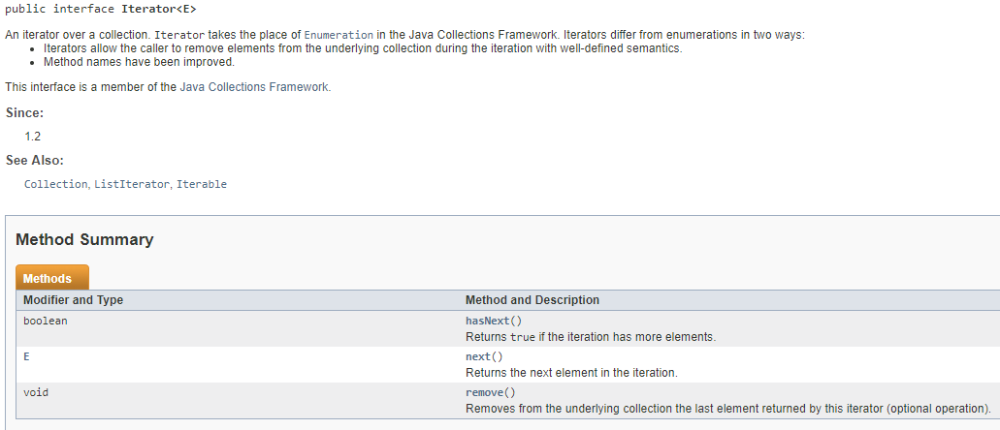 public interface Iterator<E>
An iterator over a collection. Iterator takes the place of Enumeration in the Java Collections Framework. Iterators differ from enumerations in two ways:
• Iterators allow the caller to remove elements from the underlying collection during the iteration with well-defined semantics.
• Method names have been improved.
This interface is a member of the Java Collections Framework.
Since:
1.2
See Also:
Collection, ListIterator, Iterable
Method Summary
Methods
Modifier and Type Method and Description
boolean hasNext()
Returns true if the iteration has more elements.
E next()
Returns the next element in the iteration.
void remove()
Removes from the underlying collection the last element returned by this iterator (optional operation).